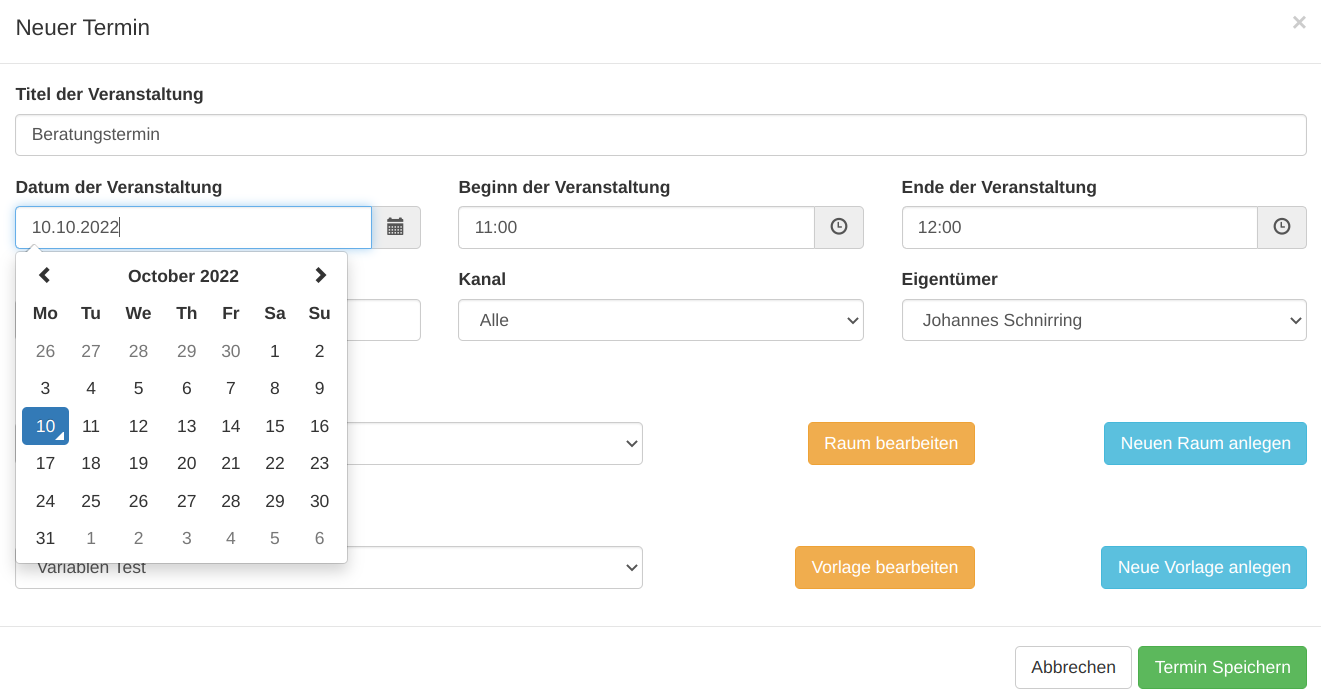 Neuer Termin ×
Titel der Veranstaltung
Beratungstermin
Datum der Veranstaltung Beginn der Veranstaltung Ende der Veranstaltung
10.10.2022 11:00 12:00
October 2022
Kanal Eigentümer
Alle Johannes Schnirring
Mo Tu We Th Fr Sa Su
26 27 28 29 30 1 2
3 4 5 6 7 8 9
10 11 12 13 14 15 16
17 18 19 20 21 22 23
24 25 26 27 28 29 30
31 1 2 3 4 5 6
Raum bearbeiten Neuen Raum anlegen
Variablen Test Vorlage bearbeiten Neue Vorlage anlegen
Abbrechen Termin Speichern